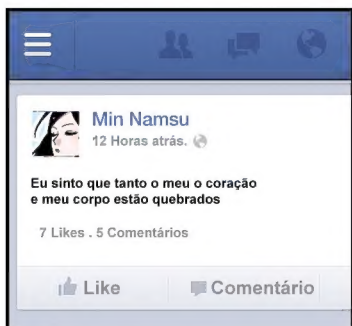 Min Namsu
12 Horas atrás.
Eu sinto que tanto o meu o coração
e meu corpo estão quebrados
7 Likes . 5 Comentários
Like
Comentário